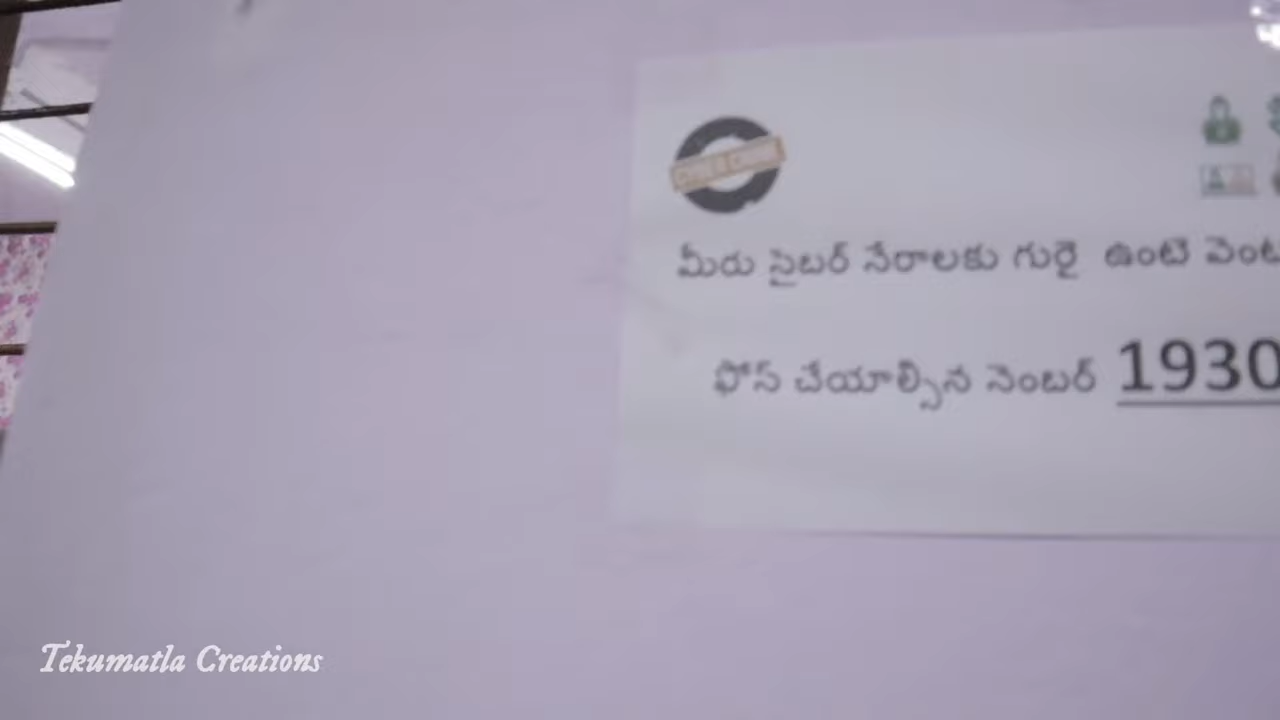 మీరు సైబర్ నేరాలకు గురై ఉంటె
ఫోన్ చేయాల్సిన నెంబర్ 1930
Tekumatla Creations